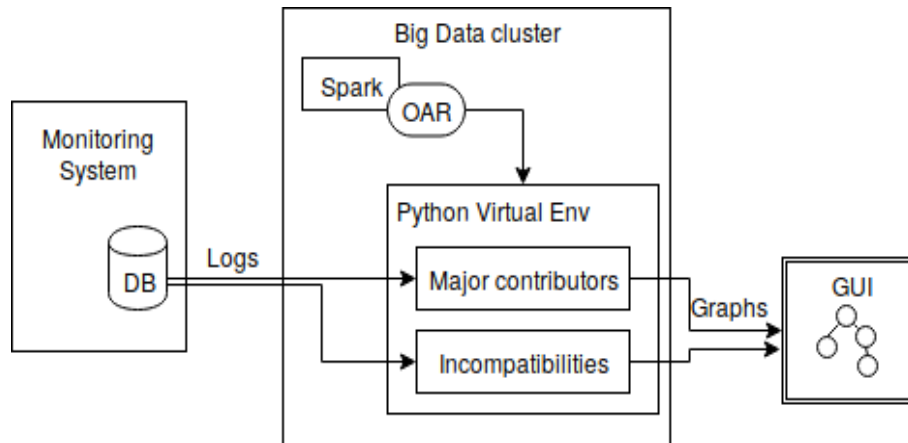 Big Data cluster
Spark
OAR
Monitoring
System
Python Virtual Env
DB
Logs
Major contributors
Graphs
GUI
Incompatibilities